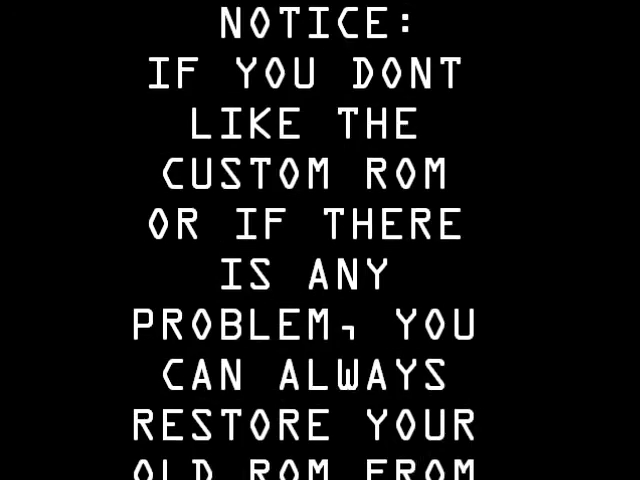 NOTICE:
IF YOU DONT
LIKE THE
CUSTOM ROM
OR IF THERE
IS ANY
PROBLEM, YOU
CAN ALWAYS
RESTORE YOUR
OLD ROM FROM